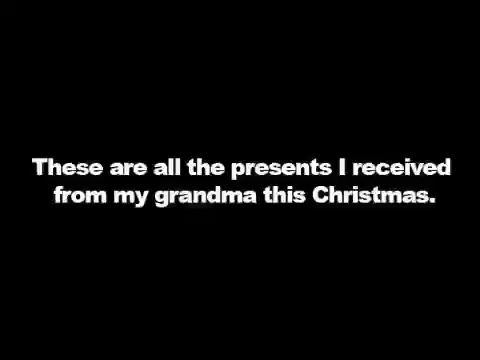 These are all the presents I received
from my grandma this Christmas.